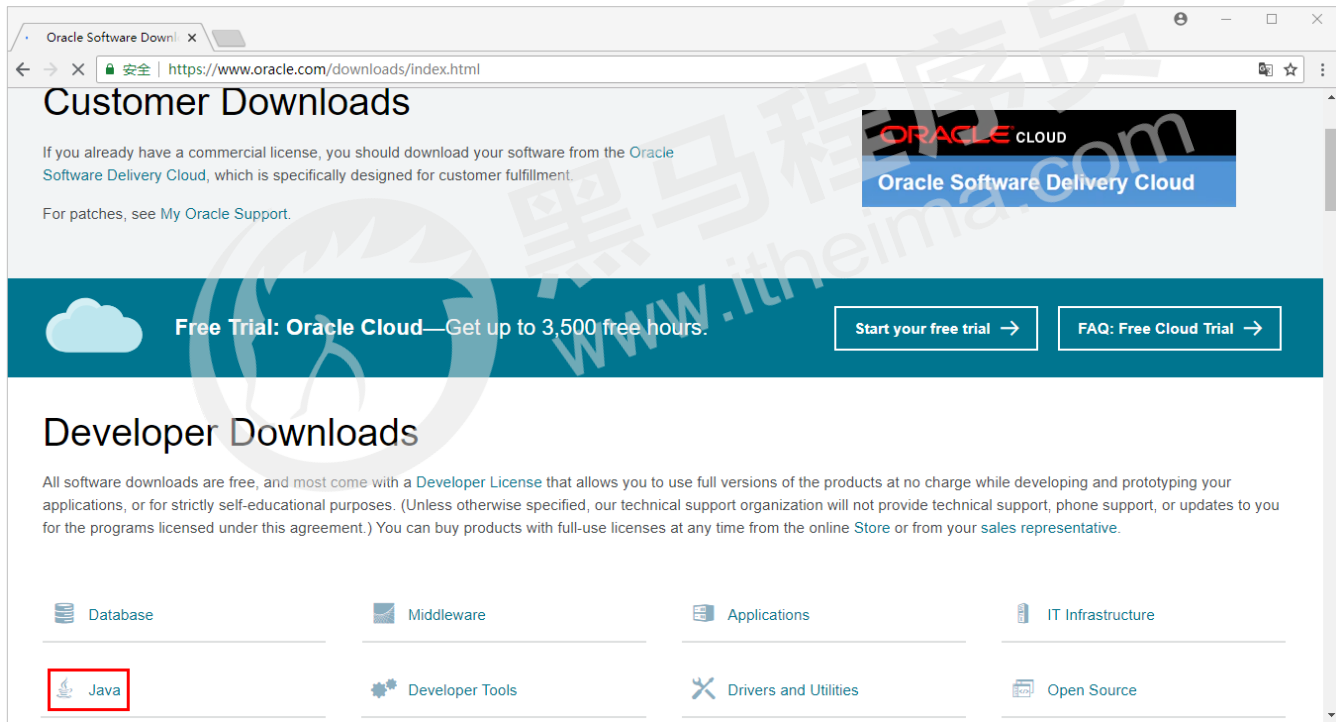 Oracle Software Downl
安全 | https://www.oracle.com/downloads/index.html
Customer Downloads
If you already have a commercial license, you should download your software from the Oracle
Software Delivery Cloud, which is specifically designed for customer fulfillment.
For patches, see My Oracle Support.
ORACLE CLOUD
Oracle Software Delivery Cloud
黑马程序员
www.itheima.com
Free Trial: Oracle Cloud—Get up to 3,500 free hours.
Start your free trial →
FAQ: Free Cloud Trial →
Developer Downloads
All software downloads are free, and most come with a Developer License that allows you to use full versions of the products at no charge while developing and prototyping your
applications, or for strictly self-educational purposes. (Unless otherwise specified, our technical support organization will not provide technical support, phone support, or updates to you
for the programs licensed under this agreement.) You can buy products with full-use licenses at any time from the online Store or from your sales representative.
Database
Middleware
Applications
IT Infrastructure
Java
Developer Tools
Drivers and Utilities
Open Source